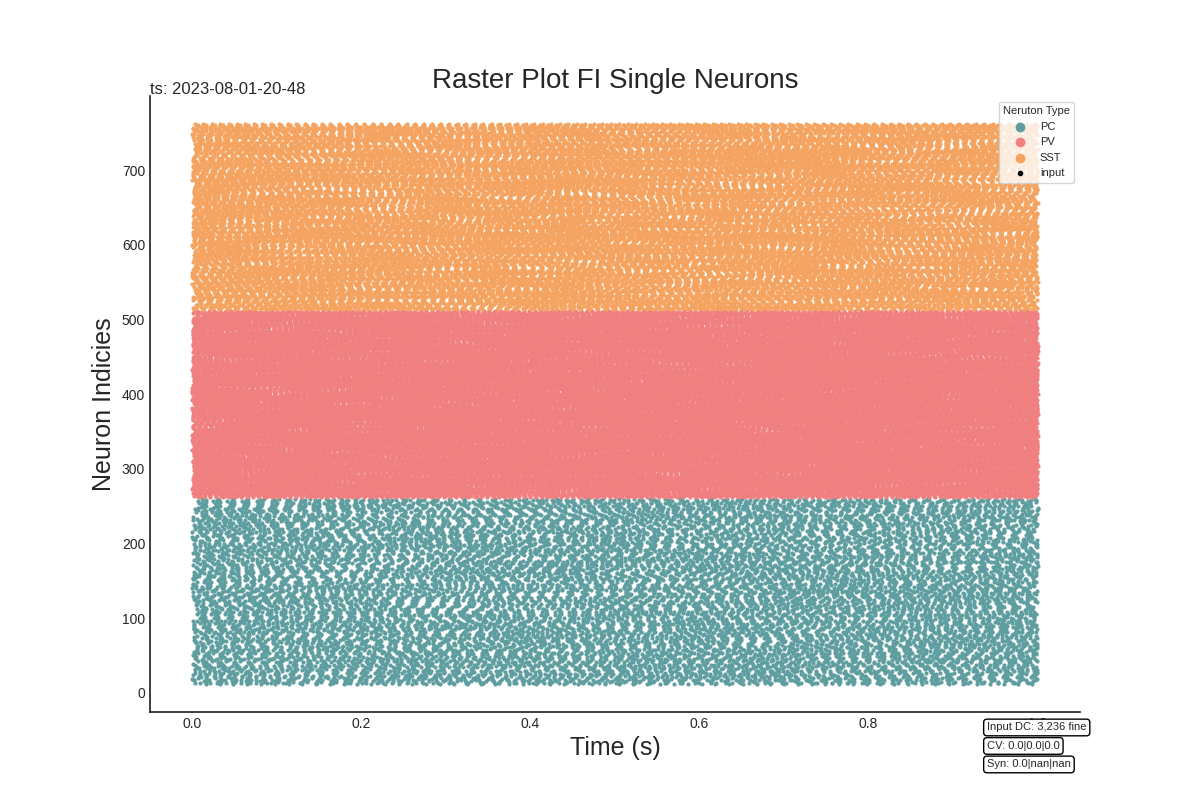 Raster Plot FI Single Neurons
ts: 2023-08-01-20-48
Neruton Type
PC
PV
SST
input
Neuron Indicies
700
600
500
400
300
200
100
0
0.0 0.2 0.4 0.6 0.8
Time (s)
Input DC: 3,236 fine
CV: 0.0|0.0|0.0
Syn: 0.0|nan|nan